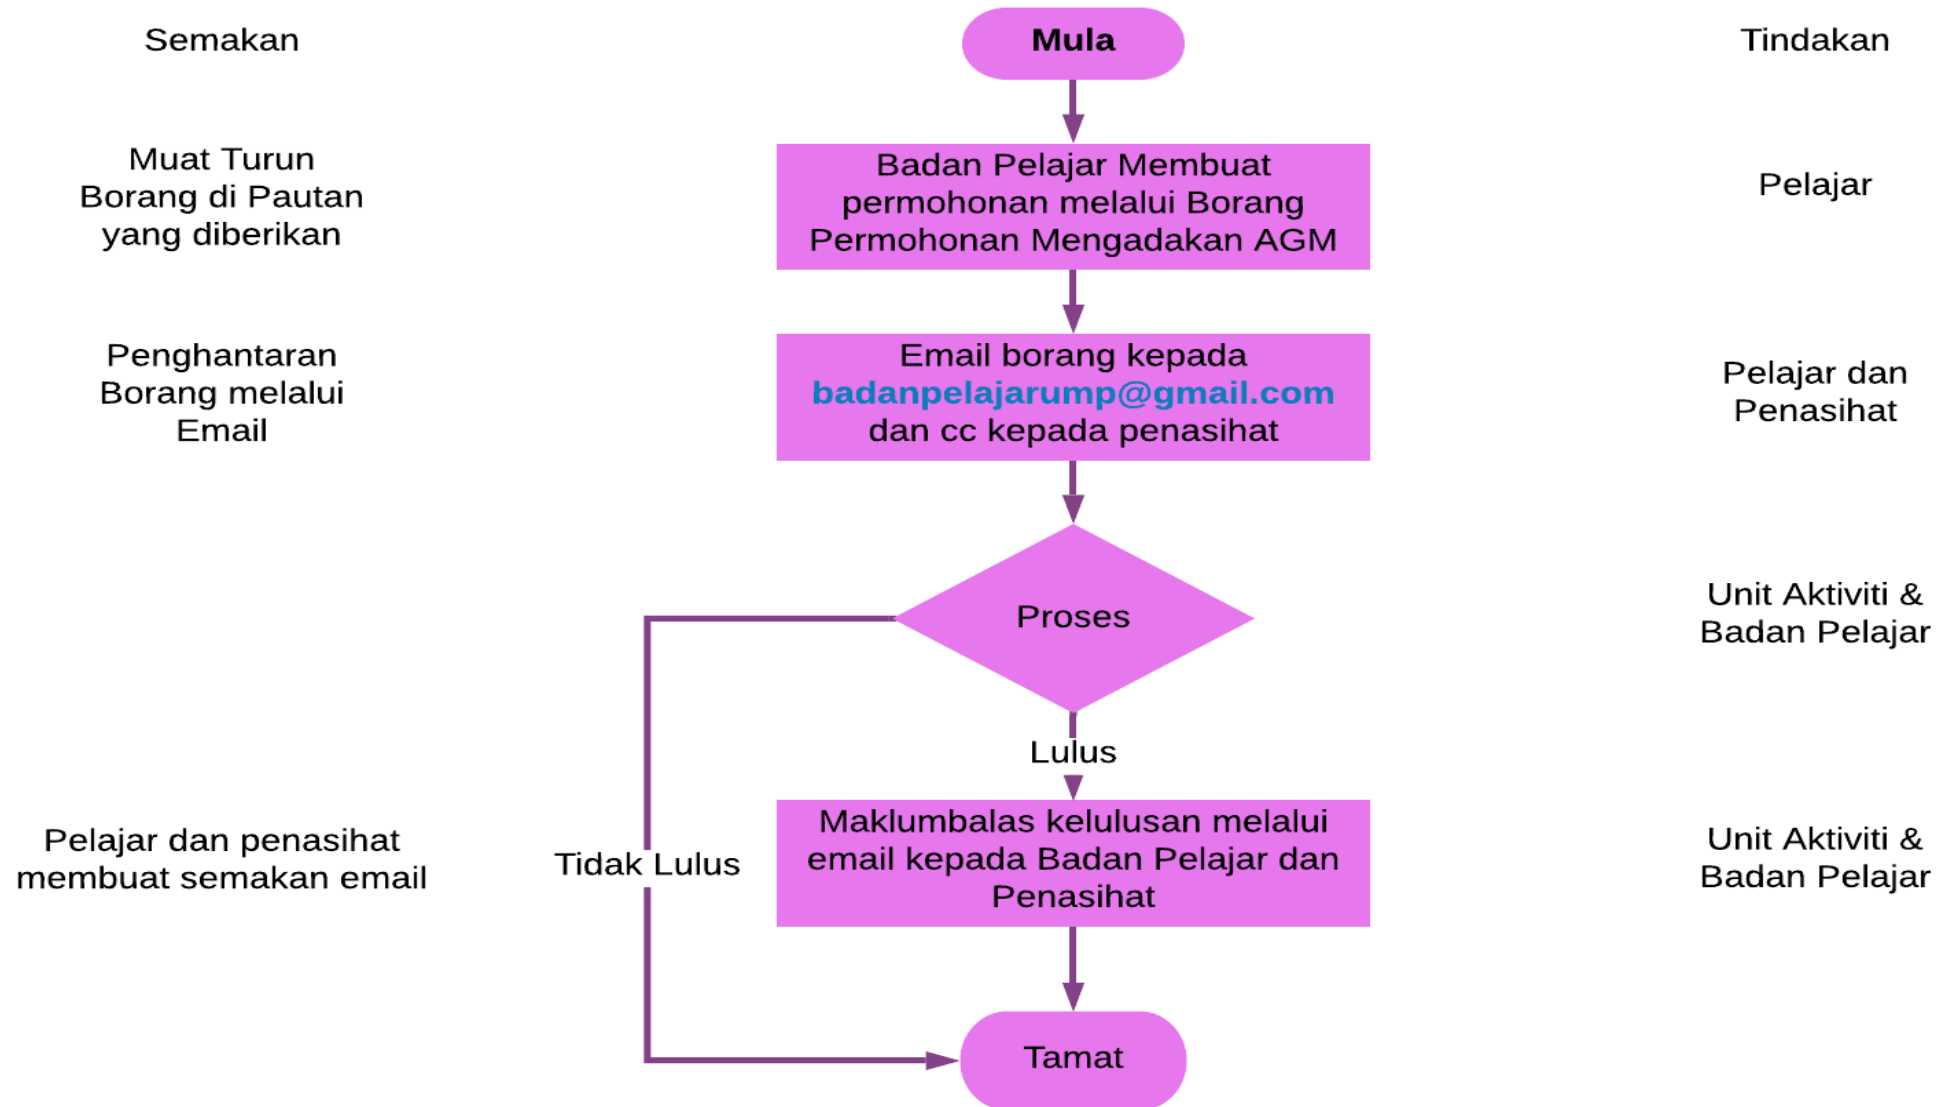 Semakan
Mula
Tindakan
Muat Turun
Borang di Pautan
yang diberikan
Badan Pelajar Membuat
permohonan melalui Borang
Permohonan Mengadakan AGM
Pelajar
Penghantaran
Borang melalui
Email
Email borang kepada
badanpelajarump@gmail.com
dan cc kepada penasihat
Pelajar dan
Penasihat
Proses
Unit Aktiviti &
Badan Pelajar
Lulus
Pelajar dan penasihat
membuat semakan email
Tidak Lulus
Maklumbalas kelulusan melalui
email kepada Badan Pelajar dan
Penasihat
Unit Aktiviti &
Badan Pelajar
Tamat